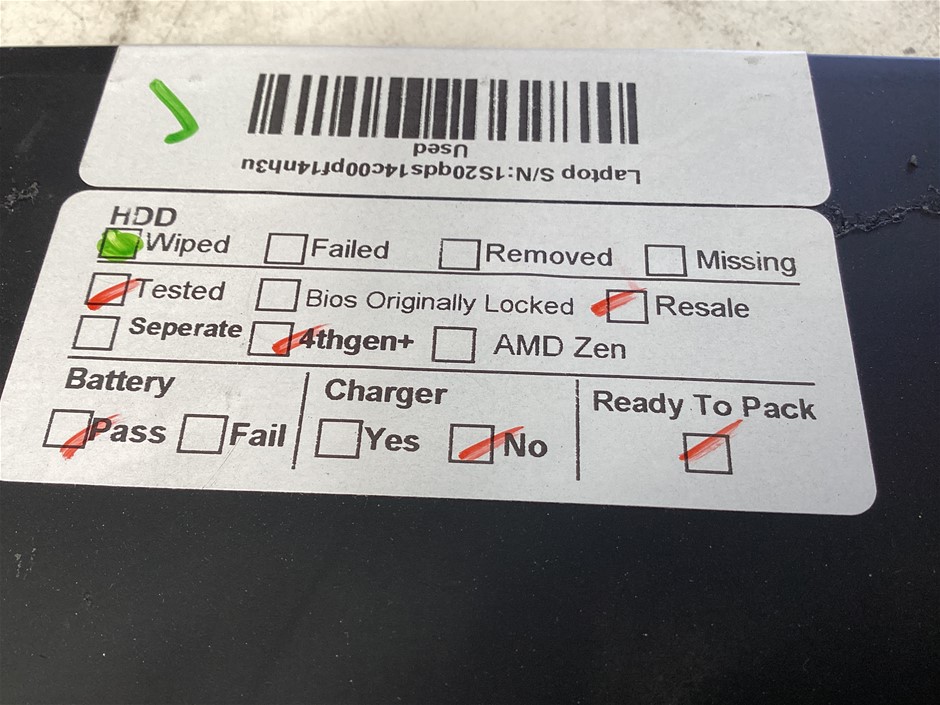 Laptop S/N:1S20qds14c00pf14nh3u
Used
HDD
Wiped Failed Removed Missing
Tested Bios Originally Locked Resale
Seperate 4thgen+ AMD Zen
Battery Charger Ready To Pack
Pass Fail Yes No